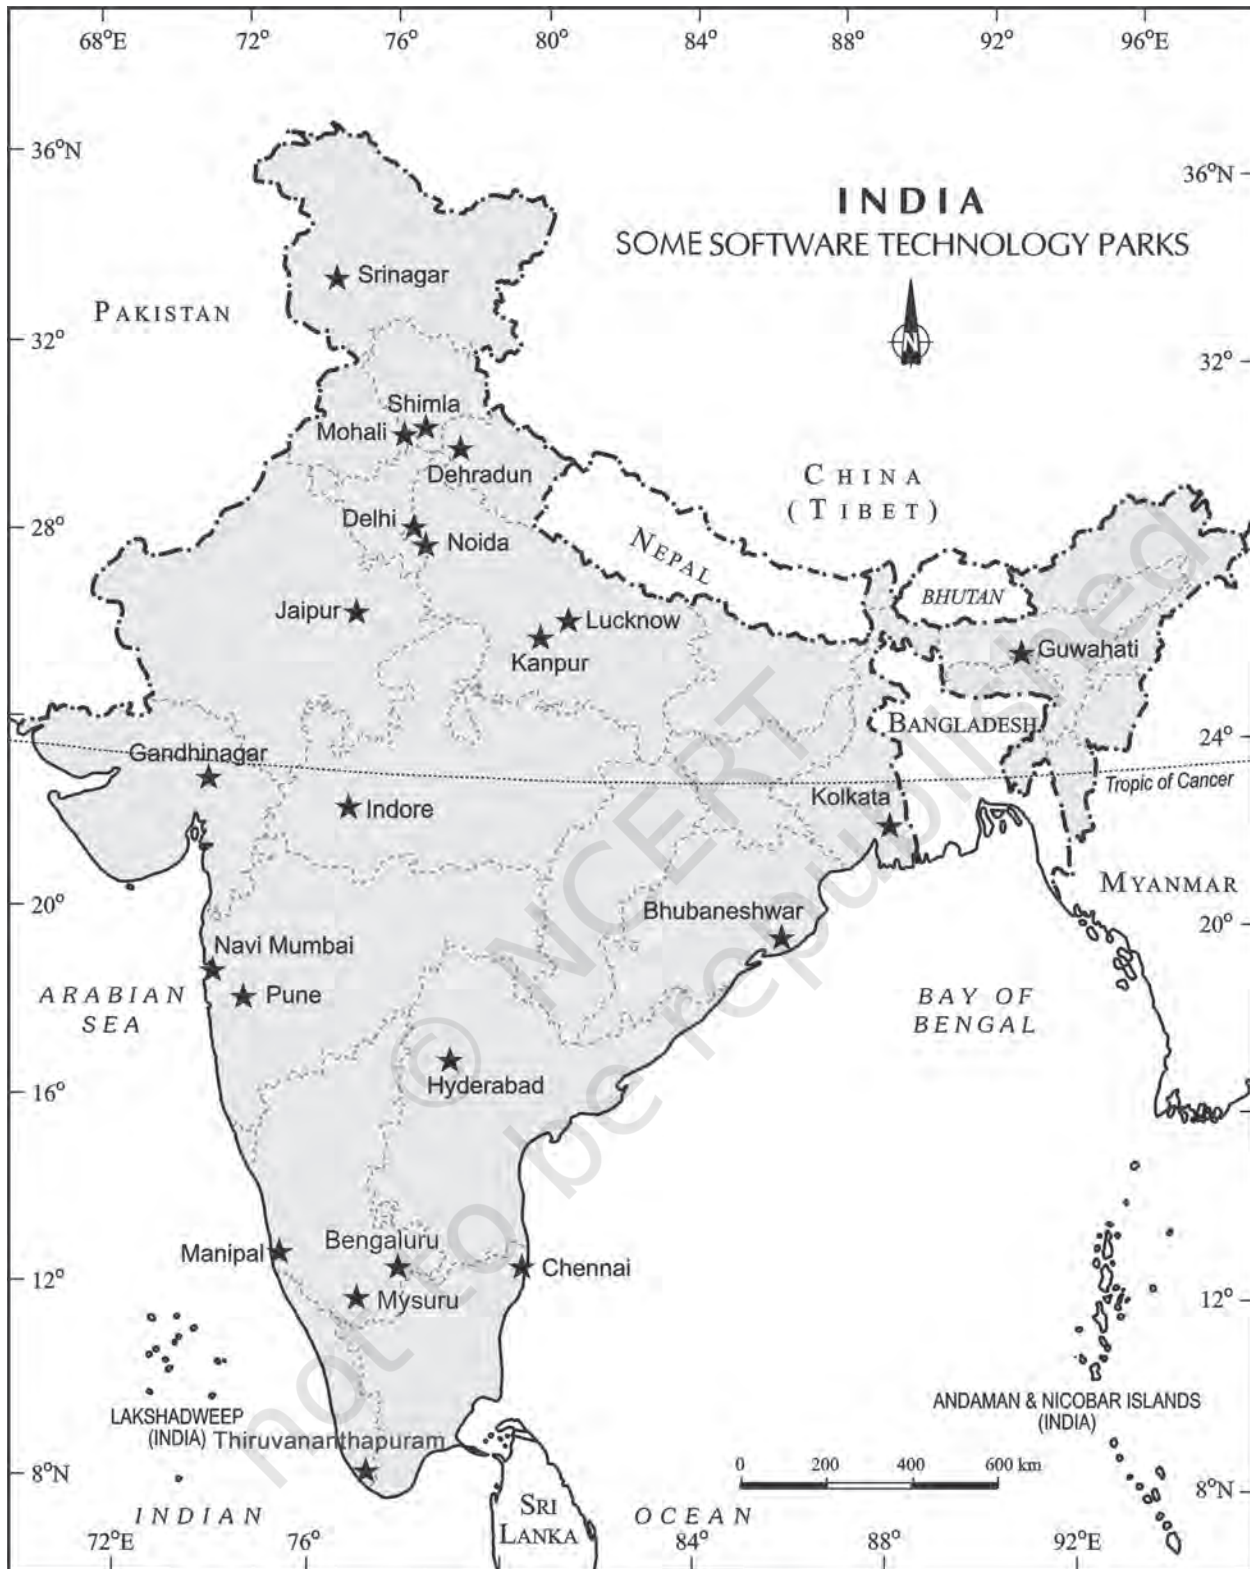 68°E 72° 76° 80° 84° 88° 92° 96°E
36°N
36°N
INDIA
SOME SOFTWARE TECHNOLOGY PARKS
Srinagar
PAKISTAN
N
32°
32°
Shimla
Mohali
Dehradun
CHINA
(TIBET)
Delhi
28°
Noida
NEPAL
BHUTAN
Jaipur
Lucknow
Kanpur
Guwahati
BANGLADESH
24°
Gandhinagar
Tropic of Cancer
Indore
Kolkata
MYANMAR
20°
20°
Bhubaneshwar
Navi Mumbai
Pune
ARABIAN
SEA
BAY OF
BENGAL
Hyderabad
16°
Manipal
Bengaluru
Chennai
12°
12°
Mysuru
LAKSHADWEEP
(INDIA)
Thiruvananthapuram
ANDAMAN & NICOBAR ISLANDS
(INDIA)
0 200 400 600 km
8°N
8°N
SRI
LANKA
INDIAN OCEAN
72°E 76° 84° 88° 92°E
© NCERT
not to be republished